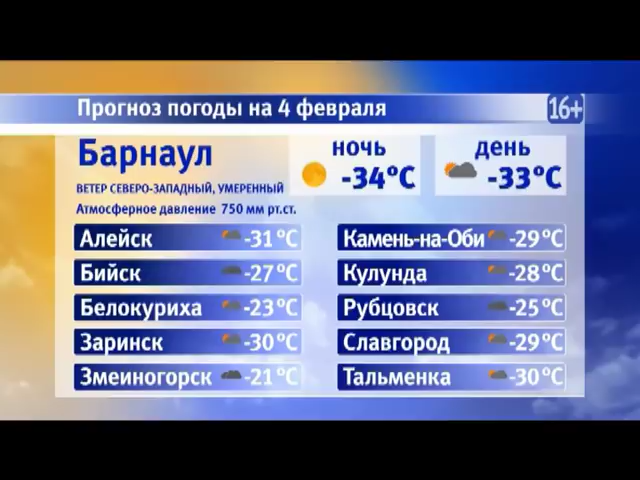 Прогноз погоды на 4 февраля 16+
Барнаул
ночь
-34°C
день
-33°C
ВЕТЕР СЕВЕРО-ЗАПАДНЫЙ, УМЕРЕННЫЙ
Атмосферное давление 750 мм рт.ст.
Алейск -31°C
Бийск -27°C
Белокуриха -23°C
Заринск -30°C
Змеиногорск -21°C
Камень-на-Оби -29°C
Кулунда -28°C
Рубцовск -25°C
Славгород -29°C
Тальменка -30°C